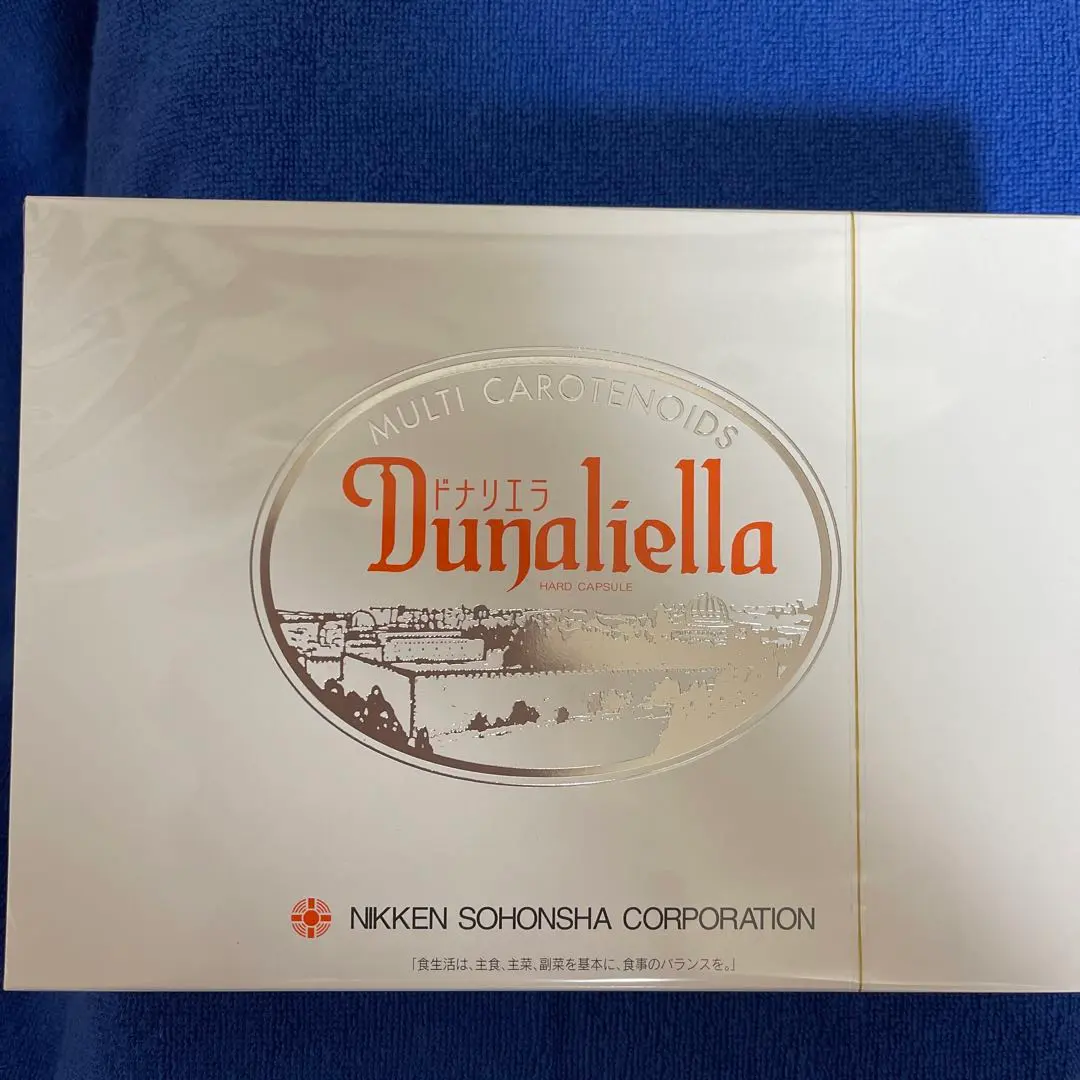 MULTI CAROTENOIDS
ドナリエラ
Dunaliella
HARD CAPSULE
NIKKEN SOHONSHA CORPORATION
「食生活は、主食、主菜、副菜を基本に、食事のバランスを。」